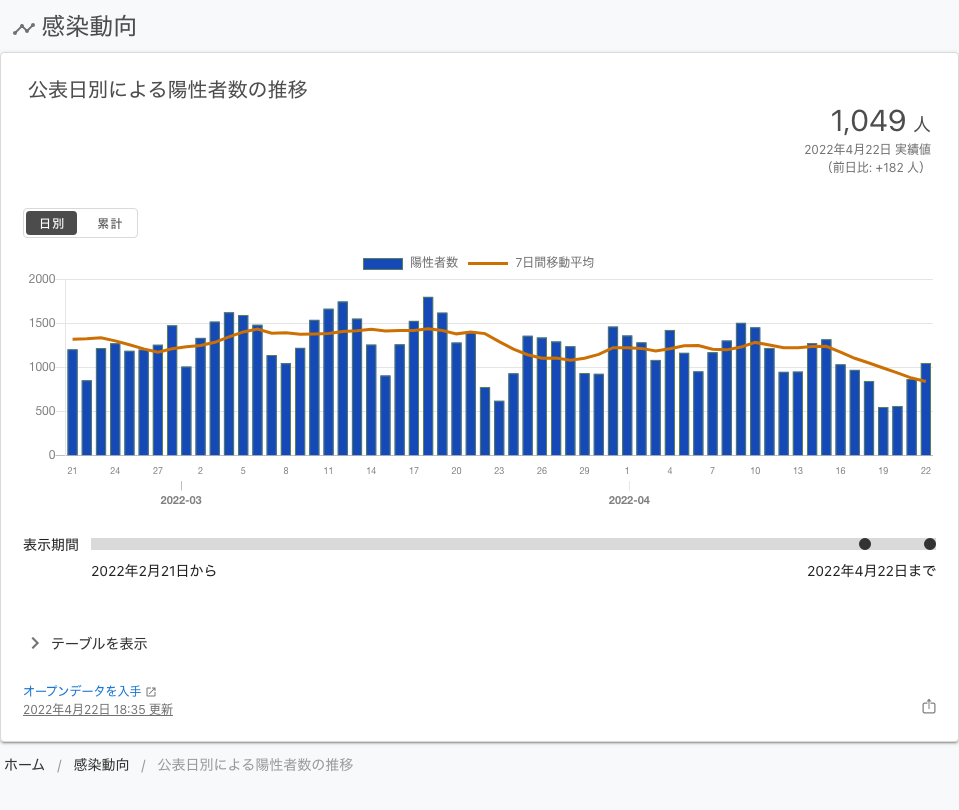 感染動向
公表日別による陽性者数の推移
1,049 人
2022年4月22日 実績値
（前日比: +182 人）
日別 累計
陽性者数 7日間移動平均
2000
1500
1000
500
0
21 24 27 2 5 8 11 14 17 20 23 26 29 1 4 7 10 13 16 19 22
2022-03 2022-04
表示期間
2022年2月21日から 2022年4月22日まで
テーブルを表示
オープンデータを入手
2022年4月22日 18:35 更新
ホーム / 感染動向 / 公表日別による陽性者数の推移